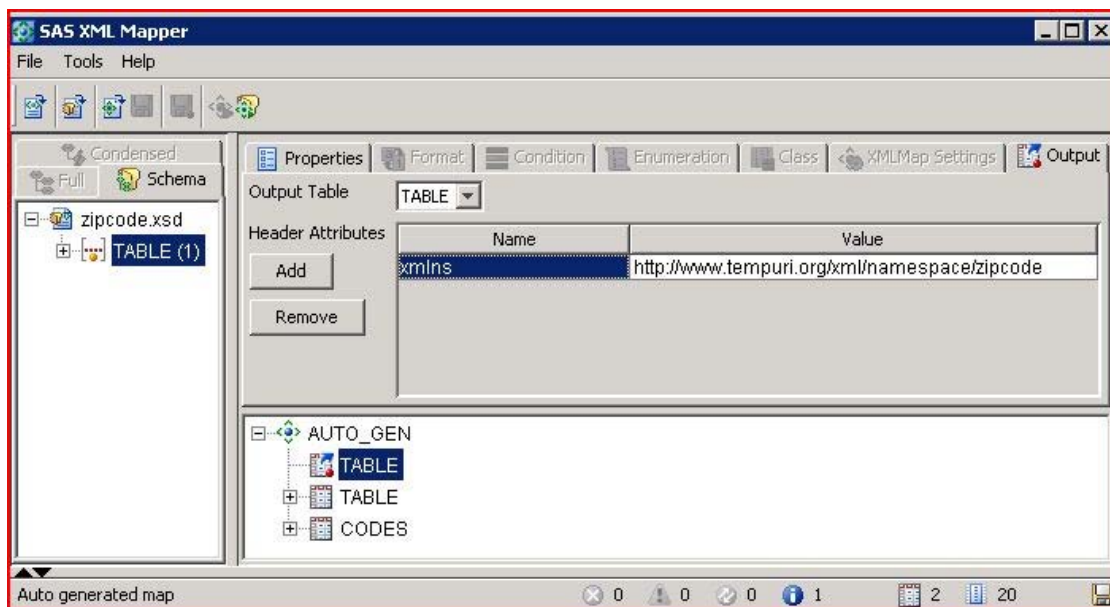 SAS XML Mapper
File Tools Help
Condensed
Full Schema
zipcode.xsd
TABLE (1)
Properties Format Condition Enumeration Class XMLMap Settings Output
Output Table TABLE
Header Attributes
Name Value
xmlns http://www.tempuri.org/xml/namespace/zipcode
Add
Remove
AUTO_GEN
TABLE
TABLE
CODES
Auto generated map 0 0 0 1 2 20